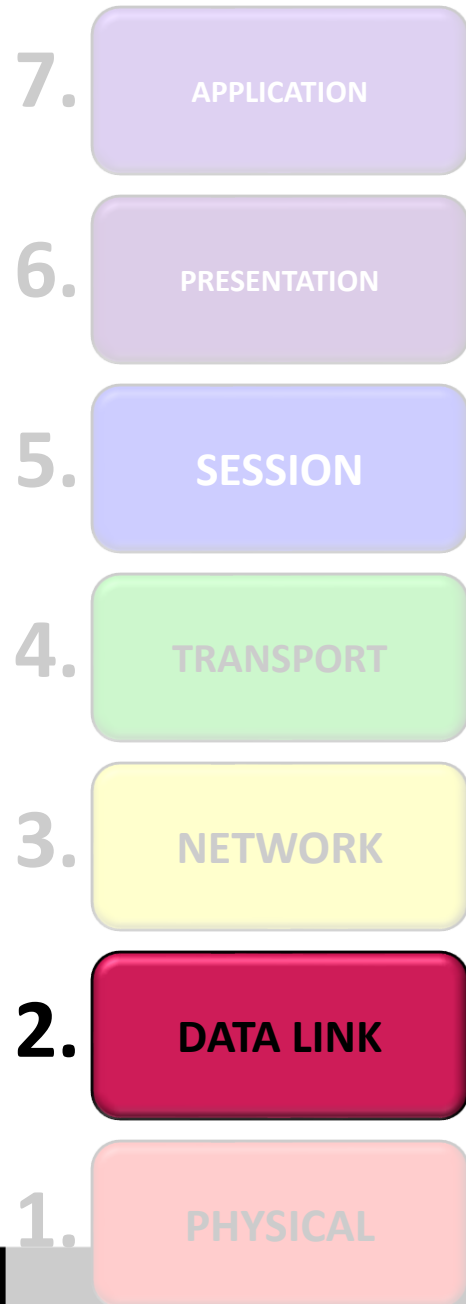 7. APPLICATION
6. PRESENTATION
5. SESSION
4. TRANSPORT
3. NETWORK
2. DATA LINK
1. PHYSICAL